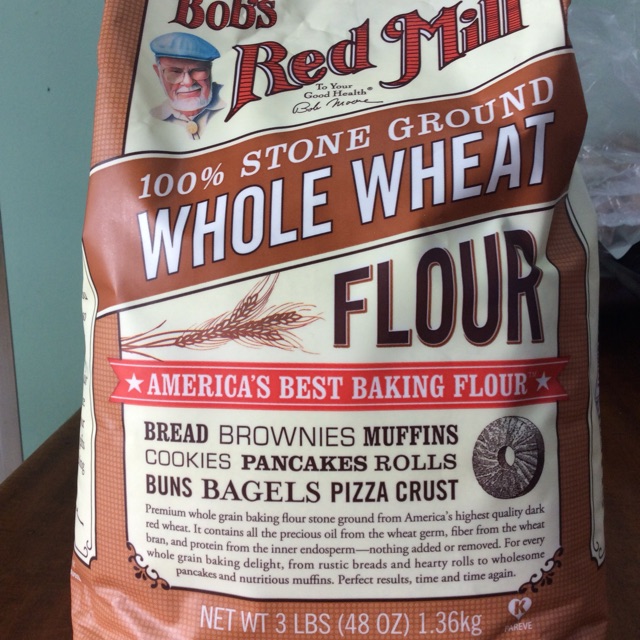 Bob's
Red Mill
To Your
Good Health®
Bob Moore
100% STONE GROUND
WHOLE WHEAT
FLOUR
★ AMERICA'S BEST BAKING FLOUR™ ★
BREAD BROWNIES MUFFINS
COOKIES PANCAKES ROLLS
BUNS BAGELS PIZZA CRUST
Premium whole grain baking flour stone ground from America's highest quality dark
red wheat. It contains all the precious oil from the wheat germ, fiber from the wheat
bran, and protein from the inner endosperm—nothing added or removed. For every
whole grain baking delight, from rustic breads and hearty rolls to wholesome
pancakes and nutritious muffins. Perfect results, time and time again.
NET WT 3 LBS (48 OZ) 1.36kg
K
PAREVE